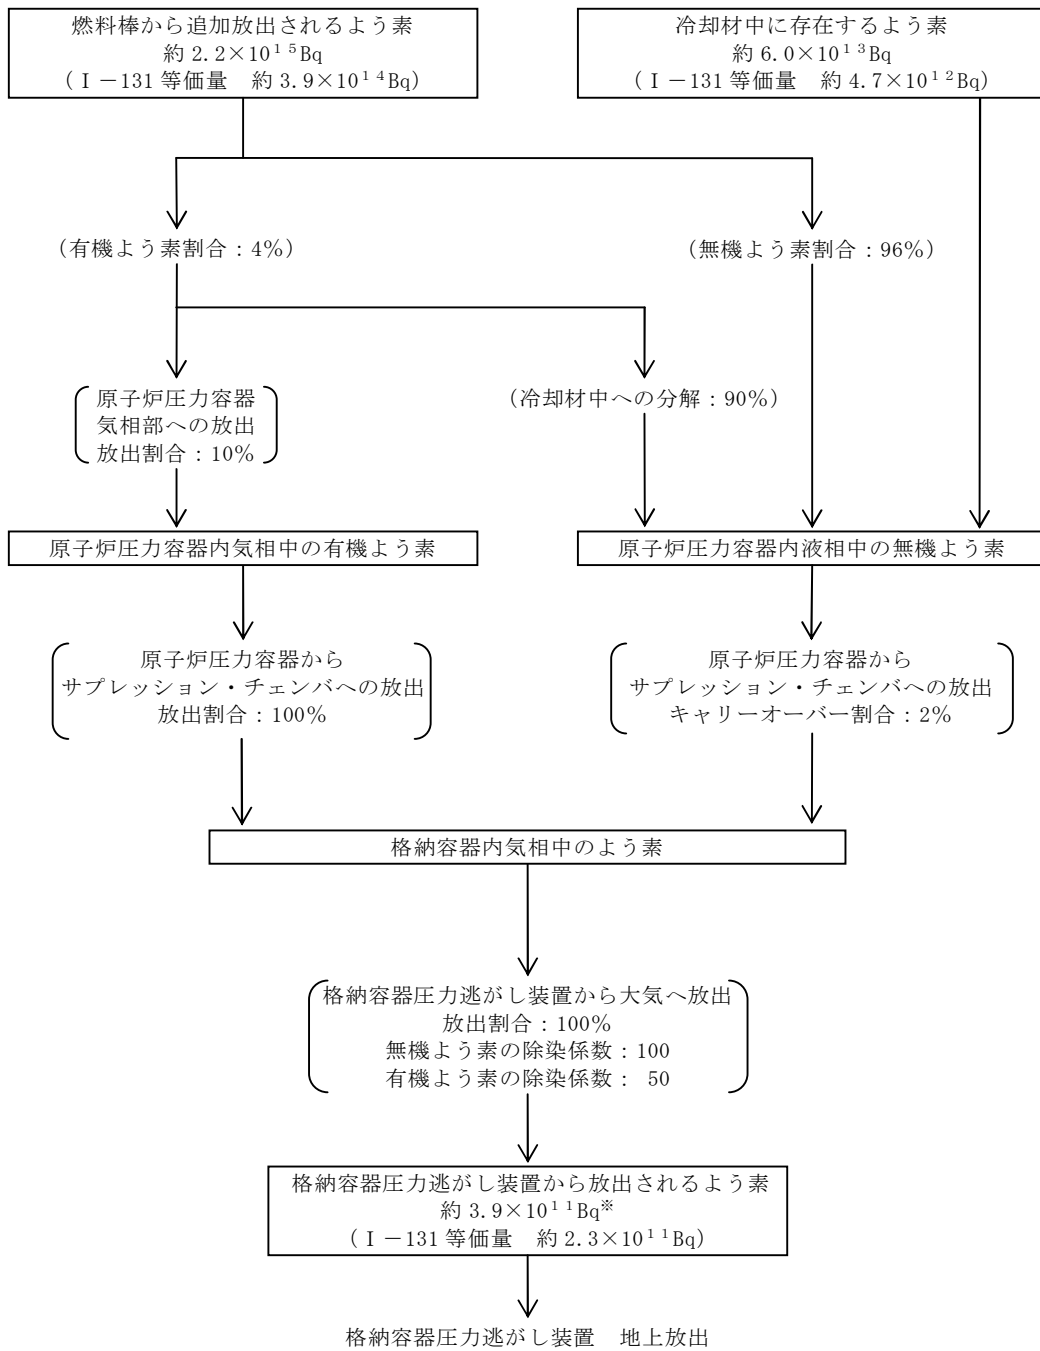 燃料棒から追加放出されるよう素
約 2.2×10¹⁵Bq
(Ⅰ－131 等価量　約 3.9×10¹⁴Bq)
冷却材中に存在するよう素
約 6.0×10¹³Bq
(Ⅰ－131 等価量　約 4.7×10¹²Bq)
(有機よう素割合：4%)
(無機よう素割合：96%)
原子炉圧力容器
気相部への放出
放出割合：10%
(冷却材中への分解：90%)
原子炉圧力容器内気相中の有機よう素
原子炉圧力容器内液相中の無機よう素
原子炉圧力容器から
サプレッション・チェンバへの放出
放出割合：100%
原子炉圧力容器から
サプレッション・チェンバへの放出
キャリーオーバー割合：2%
格納容器内気相中のよう素
格納容器圧力逃がし装置から大気へ放出
放出割合：100%
無機よう素の除染係数：100
有機よう素の除染係数：　50
格納容器圧力逃がし装置から放出されるよう素
約 3.9×10¹¹Bq※
(Ⅰ－131 等価量　約 2.3×10¹¹Bq)
格納容器圧力逃がし装置　地上放出